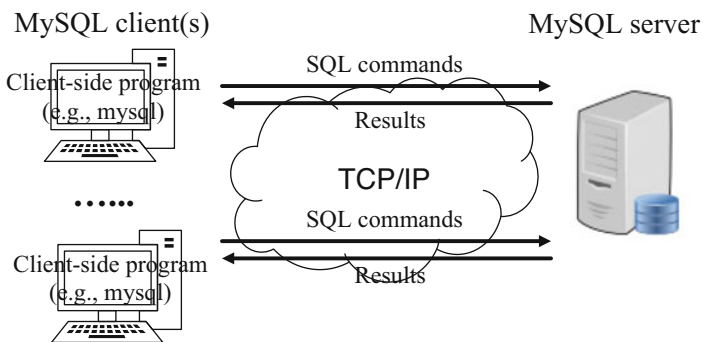 MySQL client(s)
MySQL server
Client-side program
(e.g., mysql)
SQL commands
Results
TCP/IP
......
SQL commands
Client-side program
(e.g., mysql)
Results